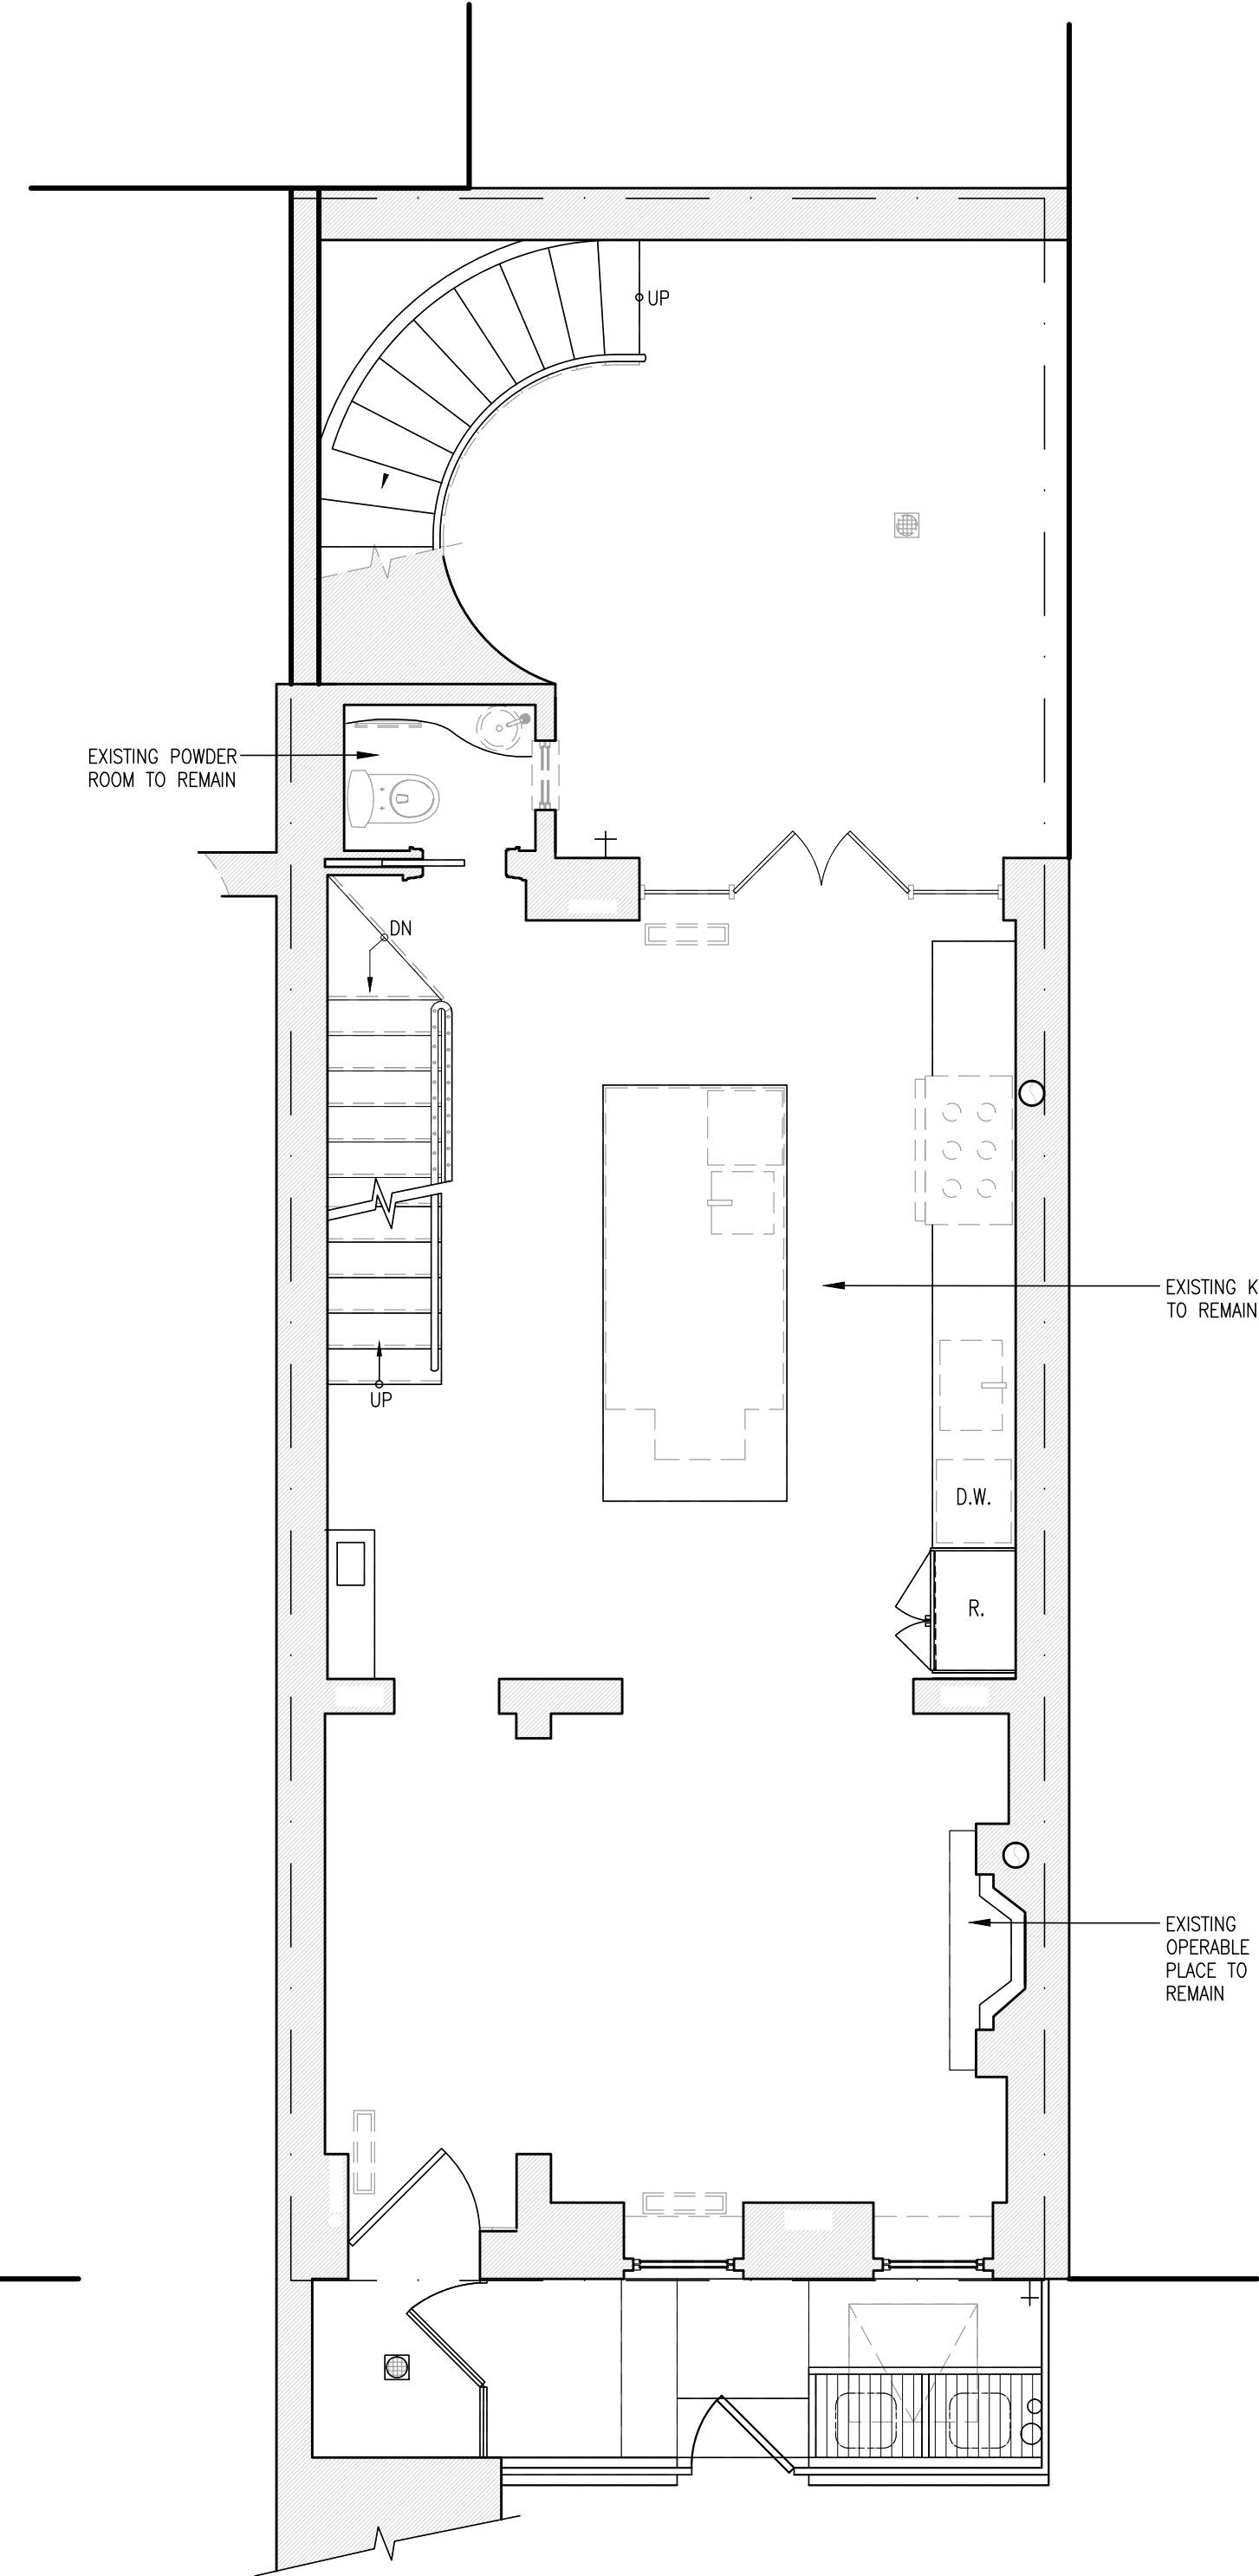 UP
EXISTING POWDER
ROOM TO REMAIN
DN
EXISTING K
TO REMAIN
UP
D.W.
R.
EXISTING
OPERABLE
PLACE TO
REMAIN